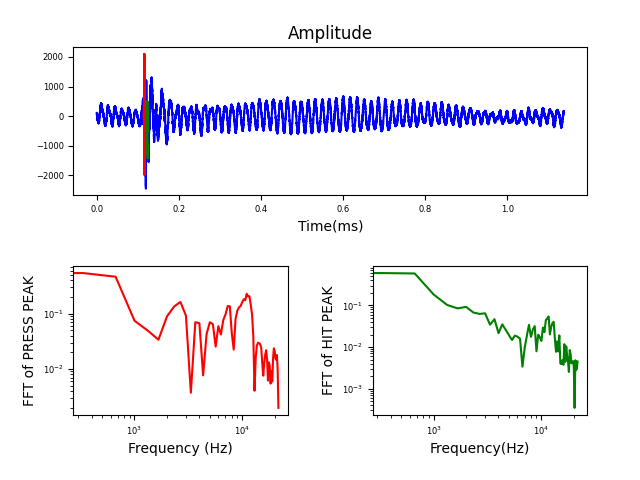 Amplitude
2000
1000
0
−1000
−2000
0.0 0.2 0.4 0.6 0.8 1.0
Time(ms)
FFT of PRESS PEAK
10⁻¹
10⁻²
10³ 10⁴
Frequency (Hz)
FFT of HIT PEAK
10⁻¹
10⁻²
10⁻³
10³ 10⁴
Frequency(Hz)